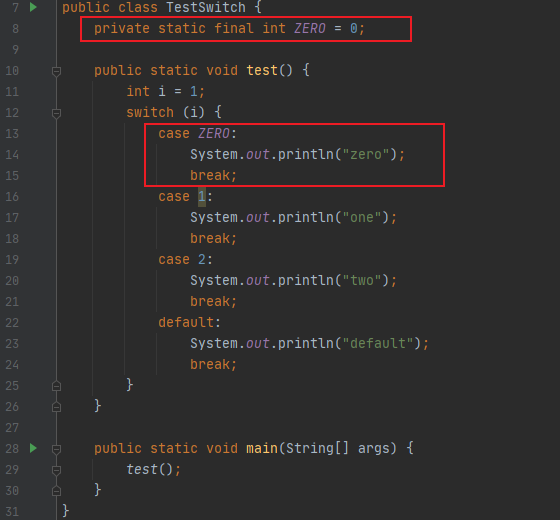 7 public class TestSwitch {
8 private static final int ZERO = 0;
9
10 public static void test() {
11 int i = 1;
12 switch (i) {
13 case ZERO:
14 System.out.println("zero");
15 break;
16 case 1:
17 System.out.println("one");
18 break;
19 case 2:
20 System.out.println("two");
21 break;
22 default:
23 System.out.println("default");
24 break;
25 }
26 }
27
28 public static void main(String[] args) {
29 test();
30 }
31 }